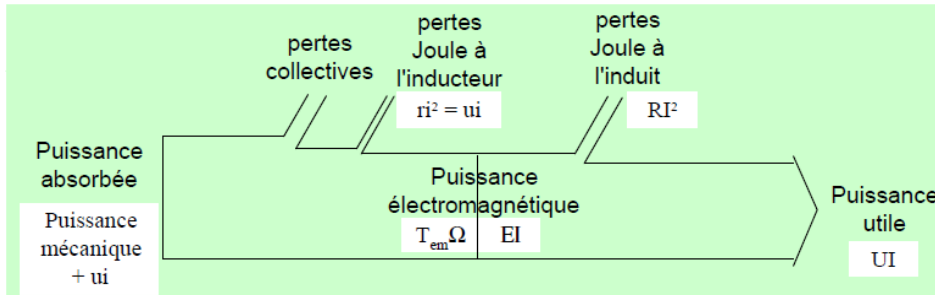 pertes
collectives
pertes
Joule à
l'inducteur
ri² = ui
pertes
Joule à
l'induit
RI²
Puissance
absorbée
Puissance
mécanique
+ ui
Puissance
électromagnétique
T_em Ω
EI
Puissance
utile
UI